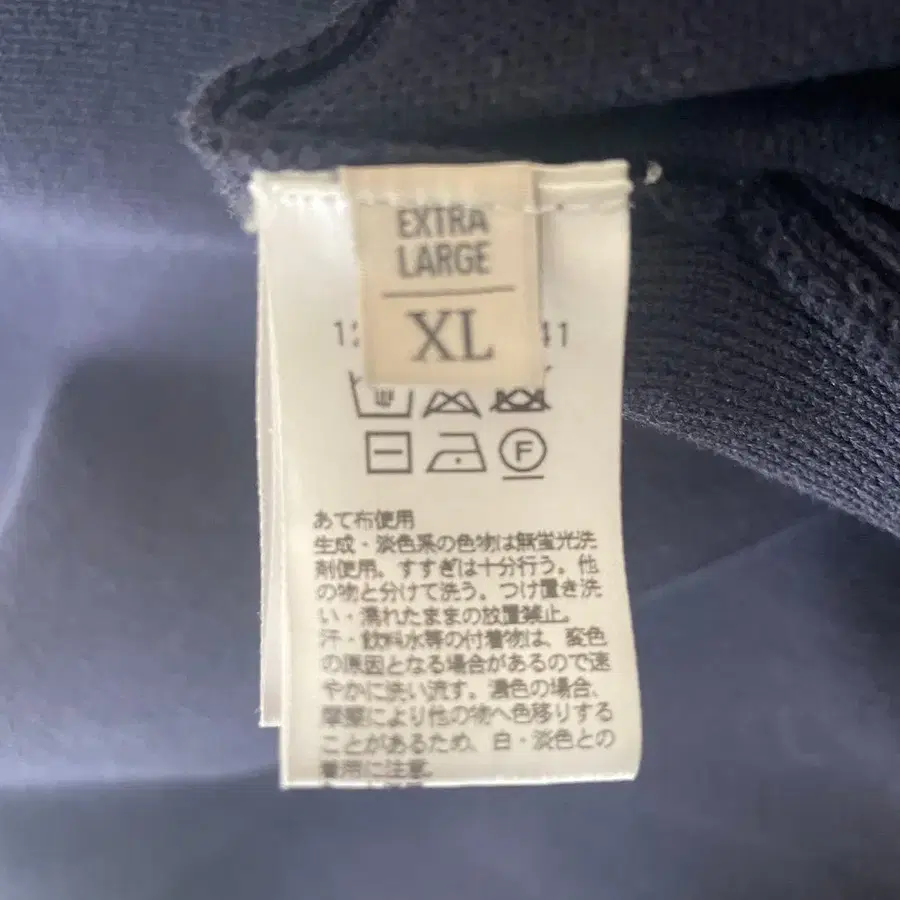 EXTRA
LARGE
XL
12 41
F
あて布使用
生成・淡色系の色物は無蛍光洗
剤使用。すすぎは十分行う。他
の物と分けて洗う。つけ置き洗
い・濡れたままの放置禁止。
汗・飲料水等の付着物は、変色
の原因となる場合があるので速
やかに洗い流す。濃色の場合、
摩擦により他の物へ色移りする
ことがあるため、白・淡色との
着用に注意。